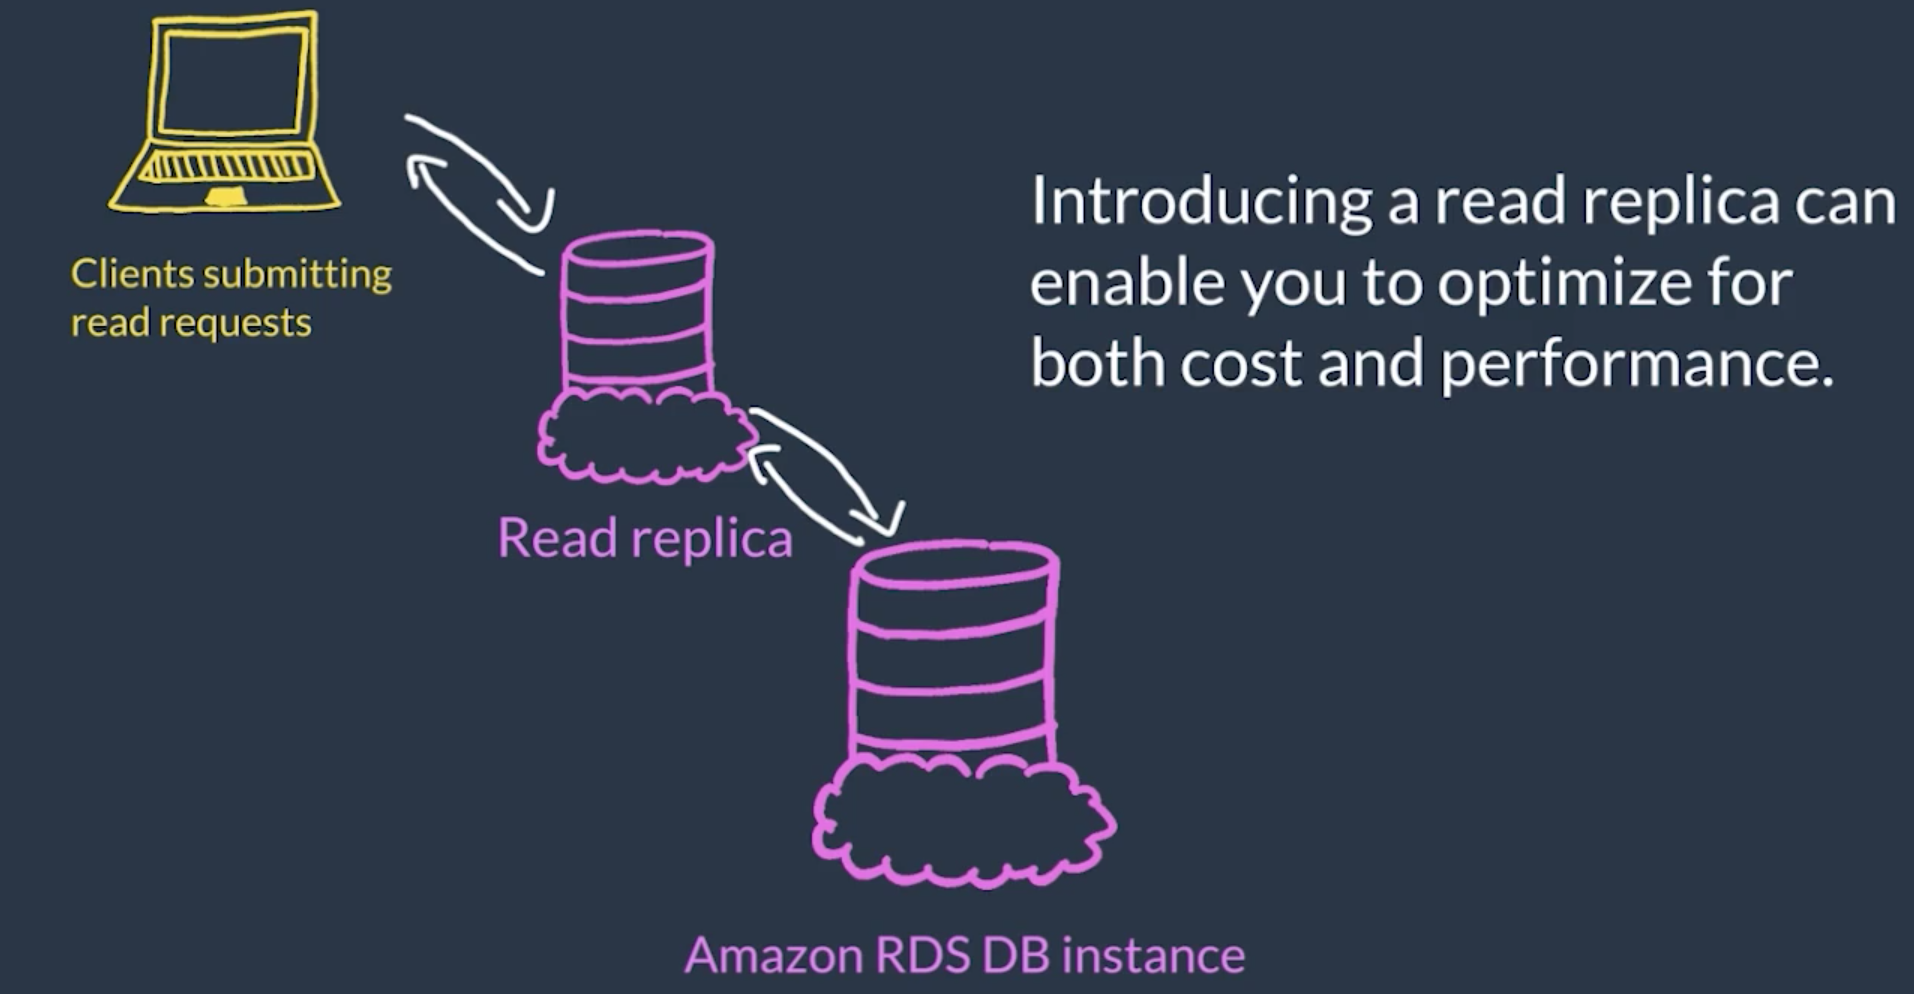 Clients submitting
read requests
Introducing a read replica can
enable you to optimize for
both cost and performance.
Read replica
Amazon RDS DB instance